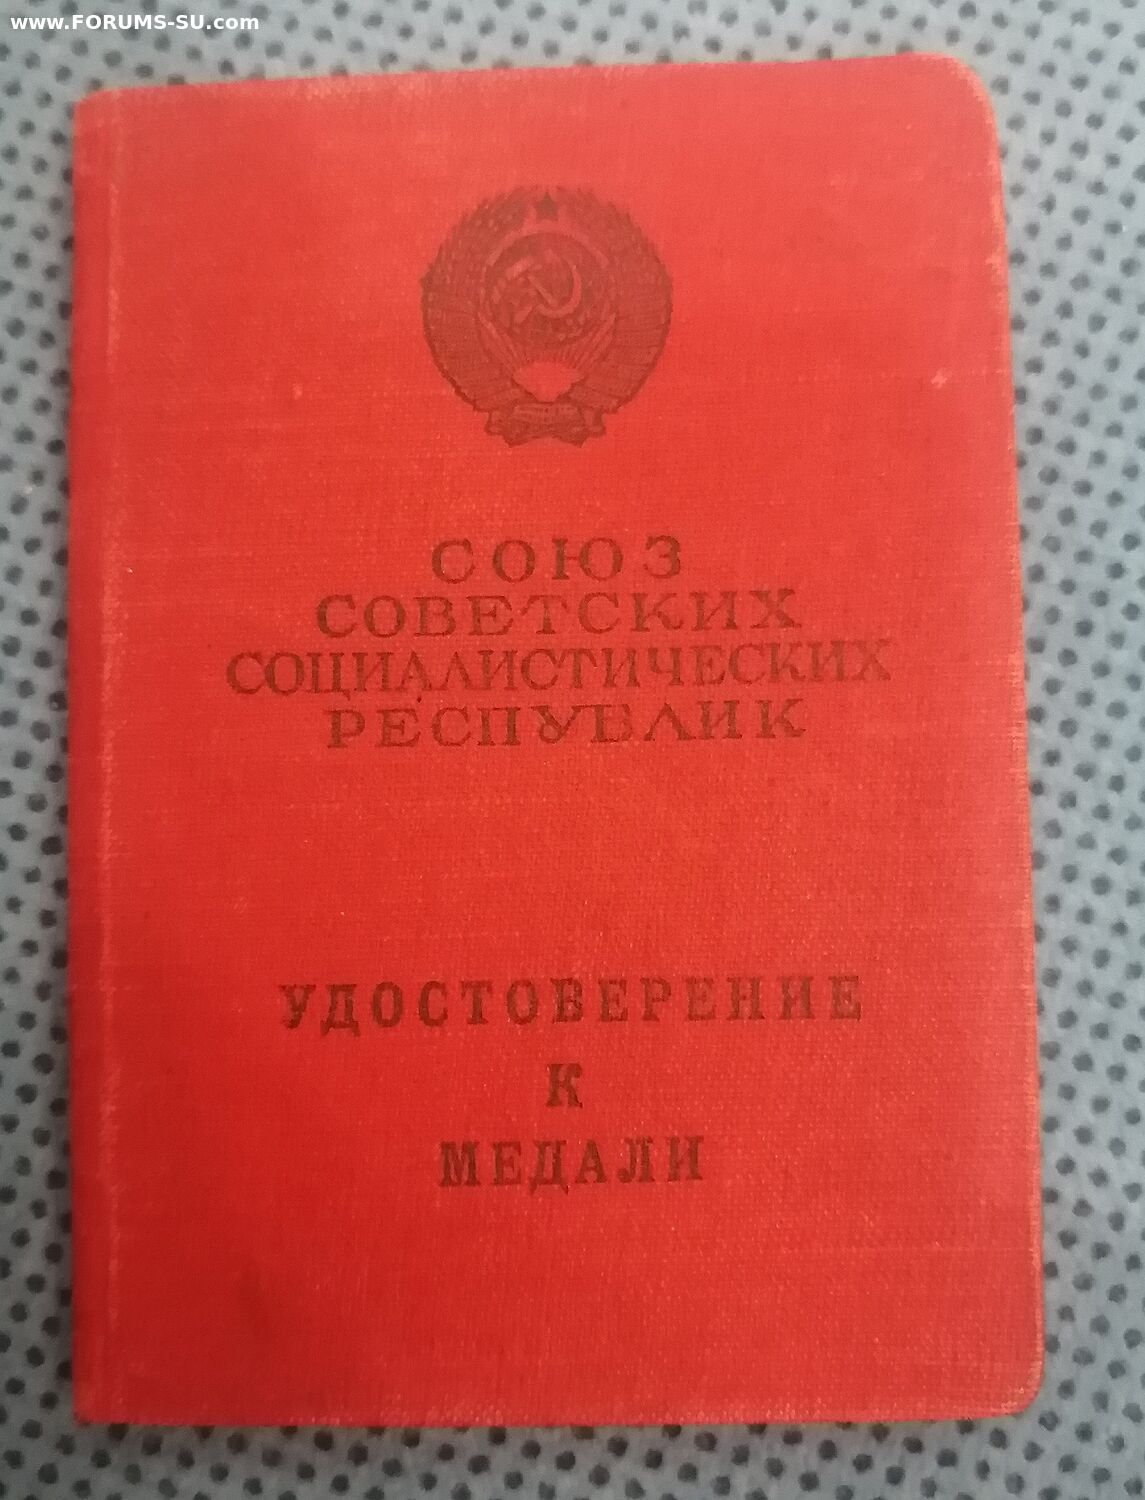 www.FORUMS-SU.com
СОЮЗ
СОВЕТСКИХ
СОЦИАЛИСТИЧЕСКИХ
РЕСПУБЛИК
УДОСТОВЕРЕНИЕ
К
МЕДАЛИ